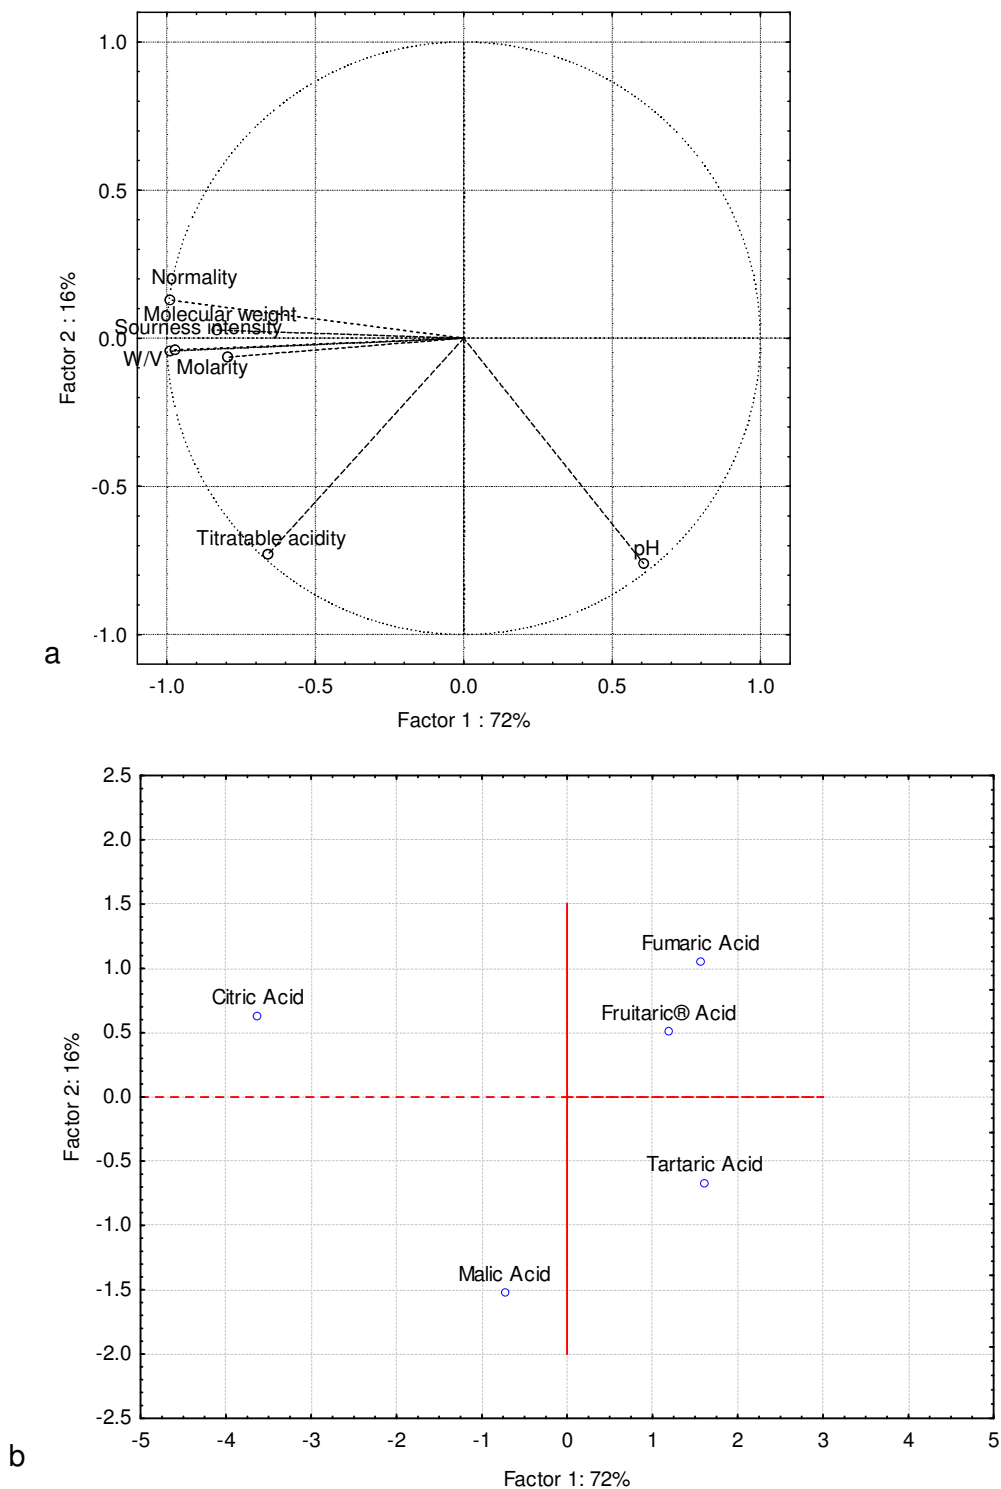 1.0
0.5
Normality
Molecular weight
Sourness intensity
0.0
W/V
Molarity
Factor 2 : 16%
-0.5
Titratable acidity
pH
-1.0
a
-1.0 -0.5 0.0 0.5 1.0
Factor 1 : 72%
2.5
2.0
1.5
Fumaric Acid
1.0
Citric Acid
Fruitaric® Acid
0.5
Factor 2: 16%
0.0
-0.5
Tartaric Acid
-1.0
Malic Acid
-1.5
-2.0
-2.5
b
-5 -4 -3 -2 -1 0 1 2 3 4 5
Factor 1: 72%